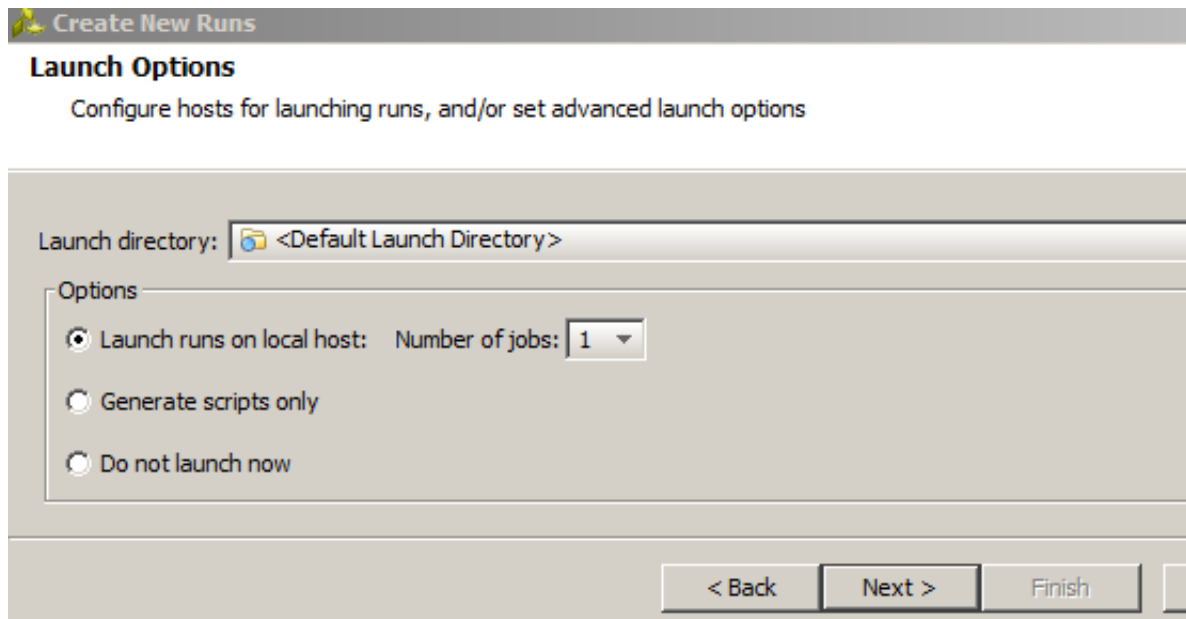 Create New Runs
Launch Options
Configure hosts for launching runs, and/or set advanced launch options
Launch directory: <Default Launch Directory>
Options
Launch runs on local host: Number of jobs: 1
Generate scripts only
Do not launch now
< Back Next > Finish